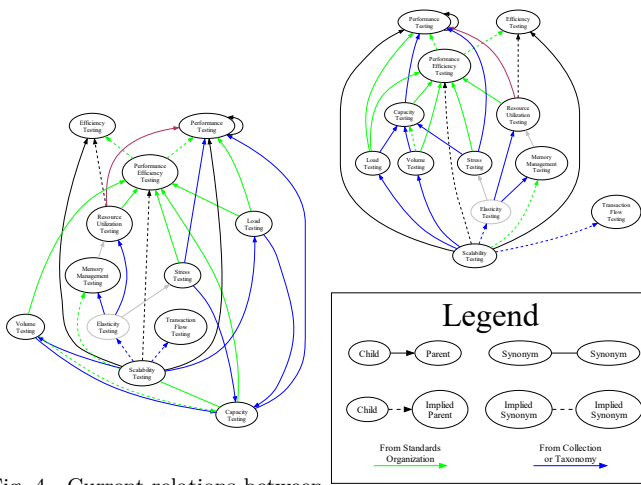 Efficiency
Testing
Performance
Testing
Performance
Efficiency
Testing
Resource
Utilization
Testing
Load
Testing
Memory
Management
Testing
Stress
Testing
Volume
Testing
Elasticity
Testing
Transaction
Flow
Testing
Scalability
Testing
Capacity
Testing
Fig. 4. Current relations between
Performance
Testing
Efficiency
Testing
Performance
Efficiency
Testing
Capacity
Testing
Resource
Utilization
Testing
Load
Testing
Volume
Testing
Stress
Testing
Memory
Management
Testing
Elasticity
Testing
Transaction
Flow
Testing
Scalability
Testing
Legend
Child Parent Synonym Synonym
Child Implied
Parent
Implied
Synonym
Implied
Synonym
From Standards
Organization
From Collection
or Taxonomy